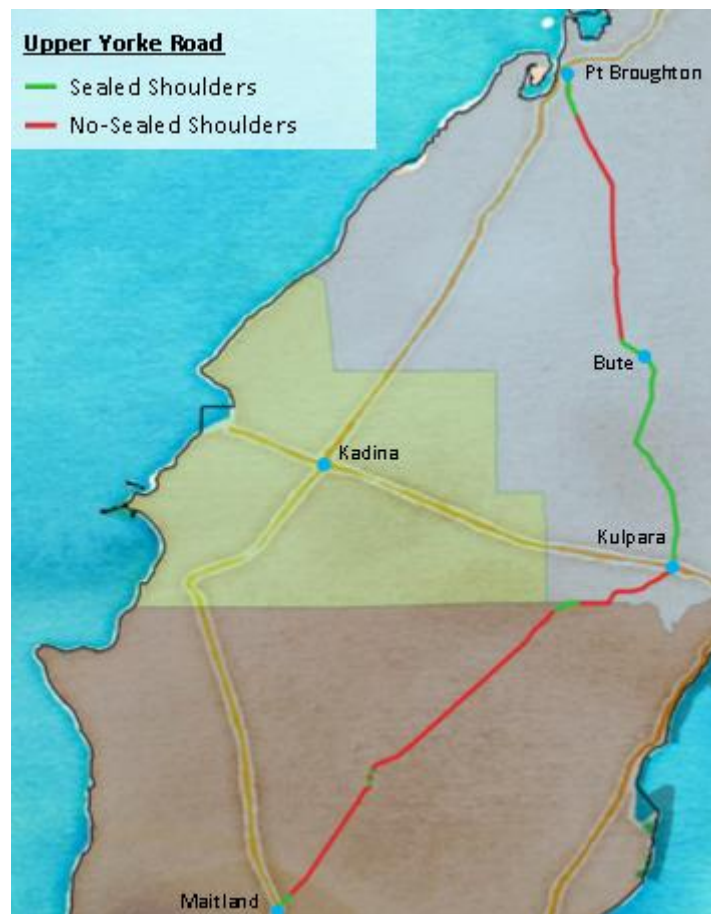 Upper Yorke Road
Sealed Shoulders
No-Sealed Shoulders
Pt Broughton
Bute
Kadina
Kulpara
Maitland